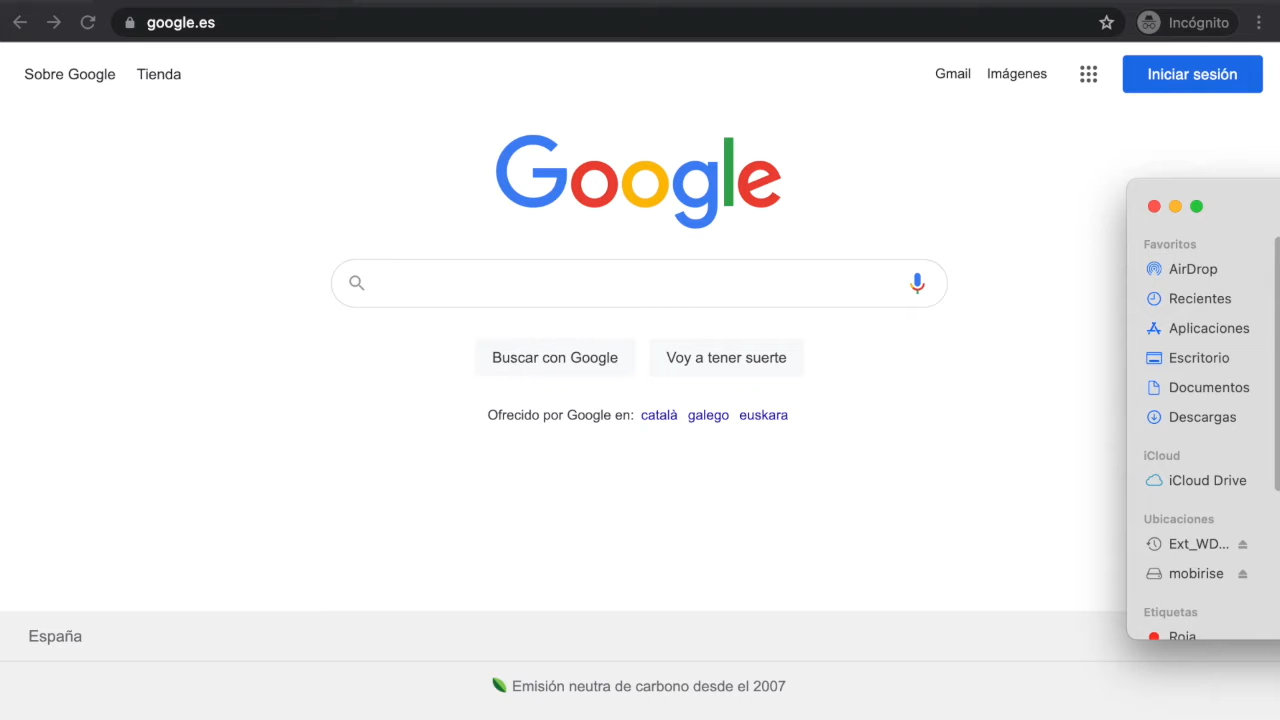 google.es
Incógnito
Sobre Google Tienda
Gmail Imágenes Iniciar sesión
Google
Buscar con Google Voy a tener suerte
Ofrecido por Google en: català galego euskara
España
Emisión neutra de carbono desde el 2007
Favoritos
AirDrop
Recientes
Aplicaciones
Escritorio
Documentos
Descargas
iCloud
iCloud Drive
Ubicaciones
Ext_WD...
mobirise
Etiquetas
Roja